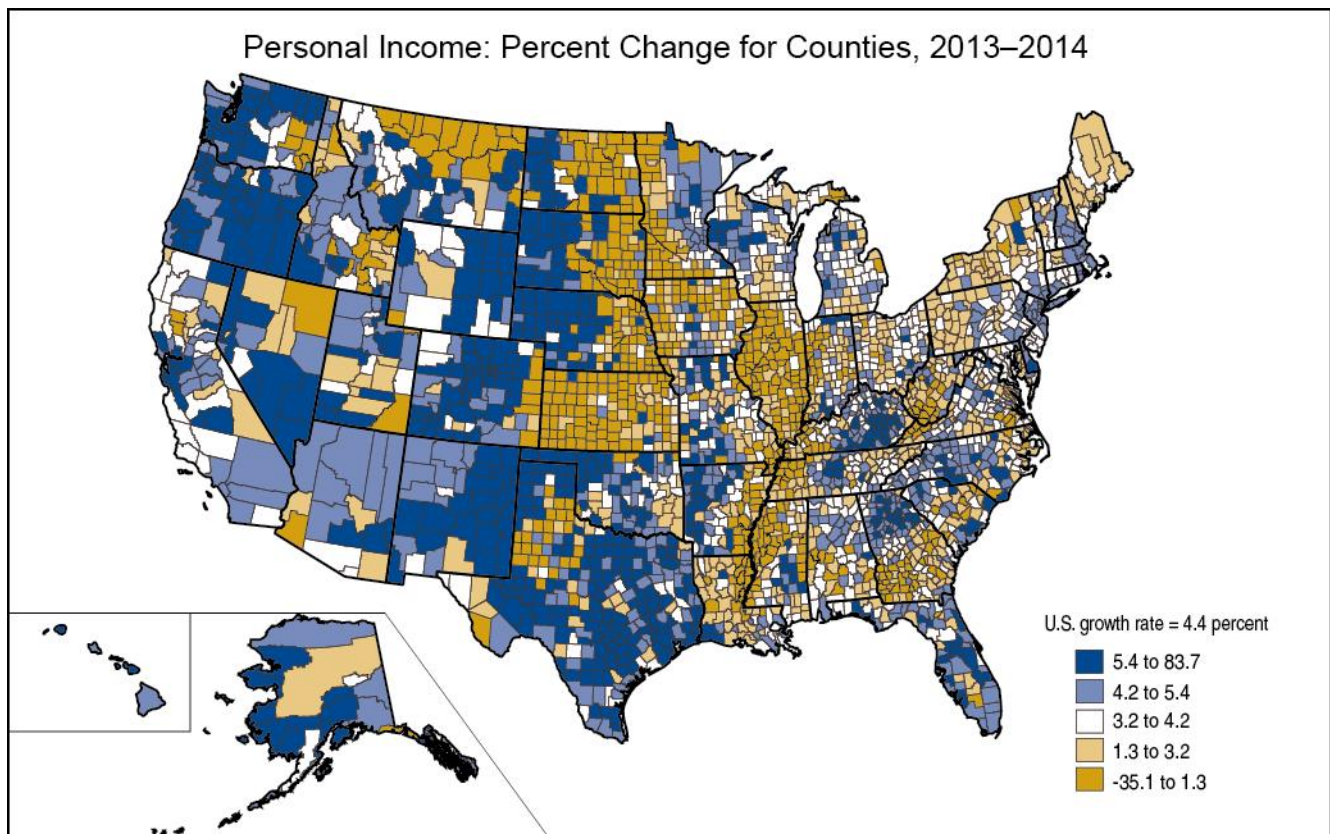 Personal Income: Percent Change for Counties, 2013–2014
U.S. growth rate = 4.4 percent
5.4 to 83.7
4.2 to 5.4
3.2 to 4.2
1.3 to 3.2
-35.1 to 1.3